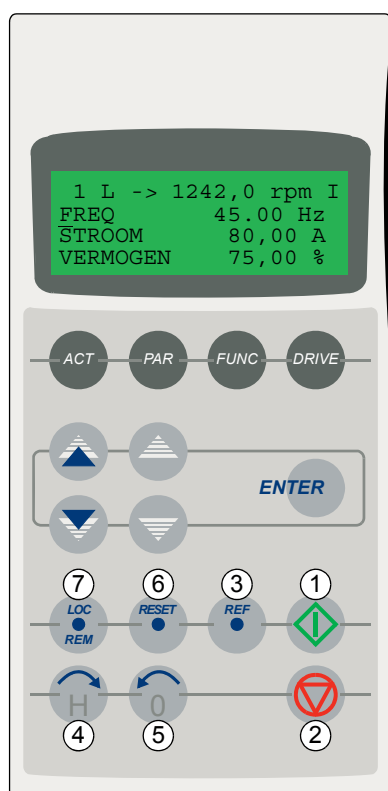 1 L -> 1242,0 rpm I
FREQ 45.00 Hz
STROOM 80,00 A
VERMOGEN 75,00 %
ACT PAR FUNC DRIVE
ENTER
7 6 3 1
LOC RESET REF
REM
H 0
4 5 2